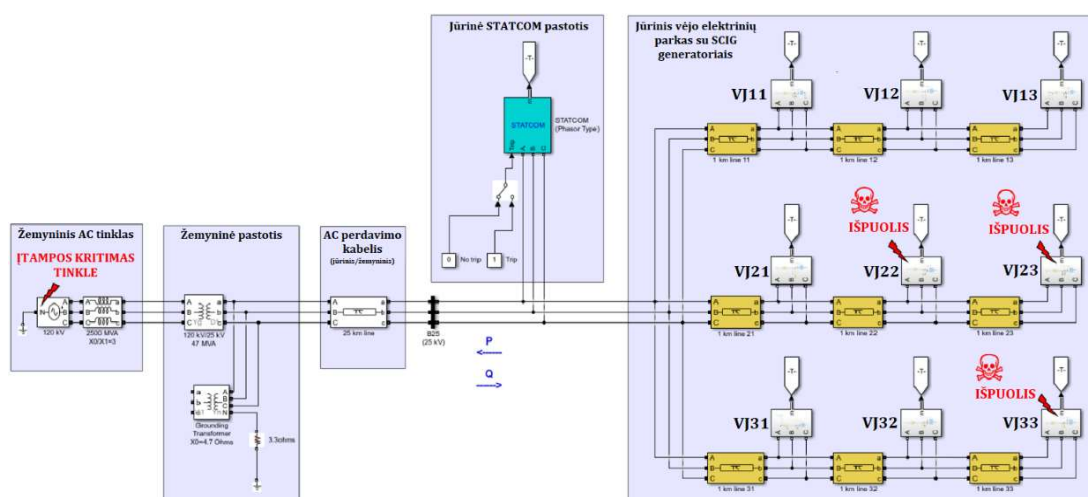 Jūrinė STATCOM pastotis
-T-
m
STATCOM
Trip
A
B
C
STATCOM
(Phasor Type)
0
No trip
1
Trip
Žemyninis AC tinklas
ĮTAMPOS KRITIMAS
TINKLE
N
A
B
C
120 kV
A
B
C
a
b
c
2500 MVA
X0/X1=3
Žemyninė pastotis
A
B
C
a
b
c
120 kV/25 kV
47 MVA
a
b
c
A
B
C
N
Grounding
Transformer
X0=4.7 Ohms
3.3ohms
AC perdavimo
kabelis
(jūrinis/žemyninis)
A
B
C
a
b
c
25 km line
B25
(25 kV)
P
<-----
Q
----->
Jūrinis vėjo elektrinių
parkas su SCIG
generatoriais
-T-
-T-
-T-
VJ11
VJ12
VJ13
m
A B C
m
A B C
m
A B C
A
B
C
a
b
c
A
B
C
a
b
c
A
B
C
a
b
c
1 km line 11
1 km line 12
1 km line 13
-T-
-T-
-T-
IŠPUOLIS
IŠPUOLIS
VJ21
VJ22
VJ23
m
A B C
m
A B C
m
A B C
A
B
C
a
b
c
A
B
C
a
b
c
A
B
C
a
b
c
1 km line 21
1 km line 22
1 km line 23
-T-
-T-
-T-
IŠPUOLIS
VJ31
VJ32
VJ33
m
A B C
m
A B C
m
A B C
A
B
C
a
b
c
A
B
C
a
b
c
A
B
C
a
b
c
1 km line 31
1 km line 32
1 km line 33